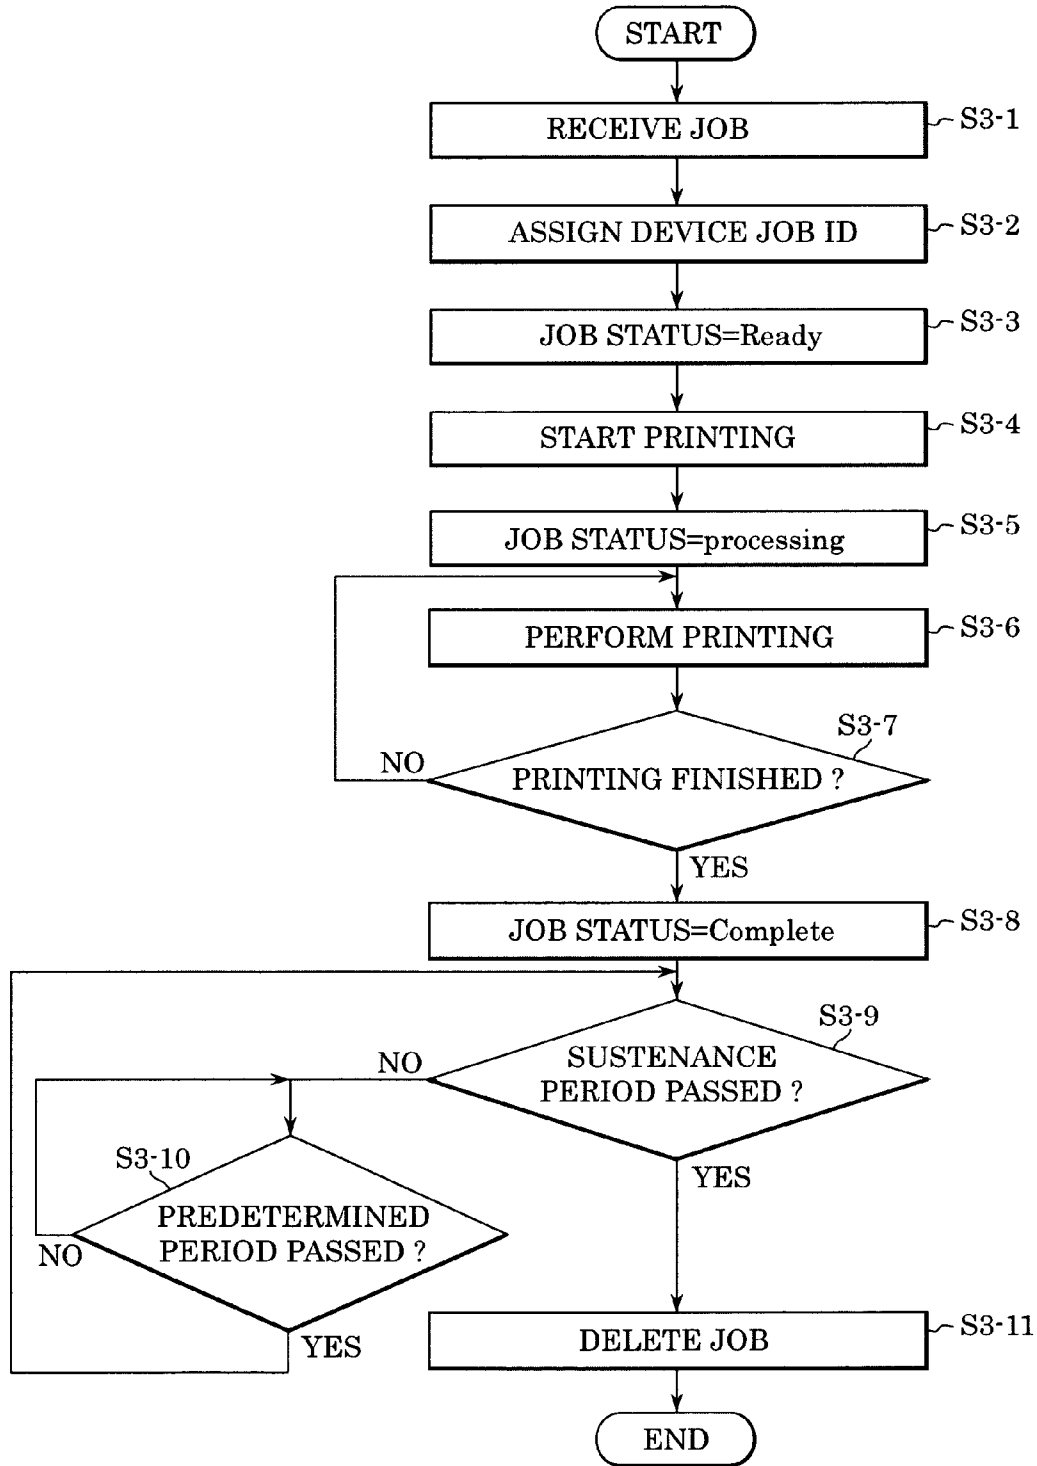 START
RECEIVE JOB
S3-1
ASSIGN DEVICE JOB ID
S3-2
JOB STATUS=Ready
S3-3
START PRINTING
S3-4
JOB STATUS=processing
S3-5
PERFORM PRINTING
S3-6
S3-7
NO
PRINTING FINISHED ?
YES
JOB STATUS=Complete
S3-8
S3-9
NO
SUSTENANCE
PERIOD PASSED ?
YES
S3-10
PREDETERMINED
PERIOD PASSED ?
NO
YES
DELETE JOB
S3-11
END